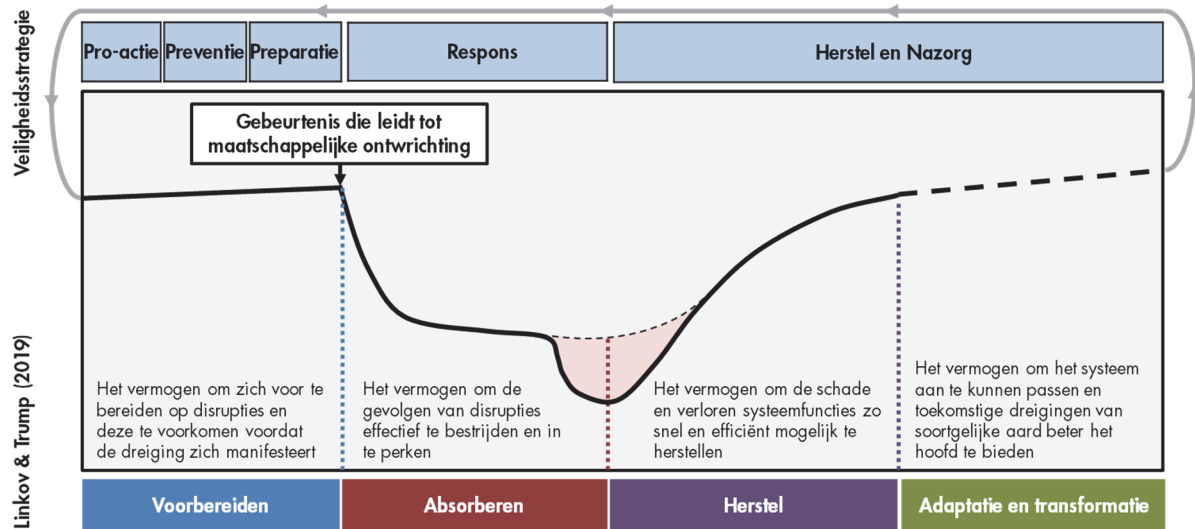 Veiligheidsstrategie
Pro-actie
Preventie
Preparatie
Respons
Herstel en Nazorg
Gebeurtenis die leidt tot
maatschappelijke ontwrichting
Linkov & Trump (2019)
Het vermogen om zich voor te
bereiden op disrupties en
deze te voorkomen voordat
de dreiging zich manifesteert
Het vermogen om de
gevolgen van disrupties
effectief te bestrijden en in
te perken
Het vermogen om de schade
en verloren systeemfuncties zo
snel en efficiënt mogelijk te
herstellen
Het vermogen om het systeem
aan te kunnen passen en
toekomstige dreigingen van
soortgelijke aard beter het
hoofd te bieden
Voorbereiden
Absorberen
Herstel
Adaptatie en transformatie